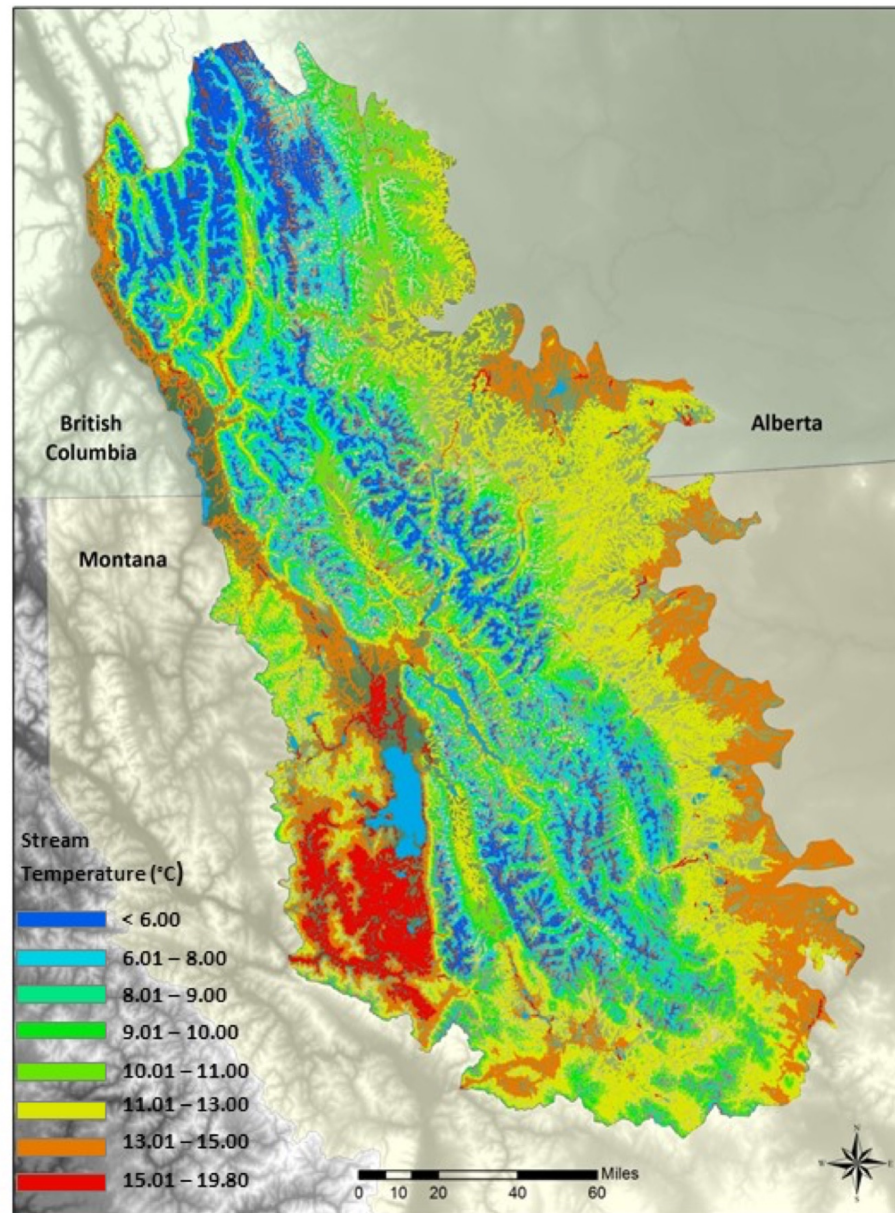 British
Columbia
Alberta
Montana
Stream
Temperature (°C)
< 6.00
6.01 – 8.00
8.01 – 9.00
9.01 – 10.00
10.01 – 11.00
11.01 – 13.00
13.01 – 15.00
15.01 – 19.80
Miles
0 10 20 40 60
N
W E
S